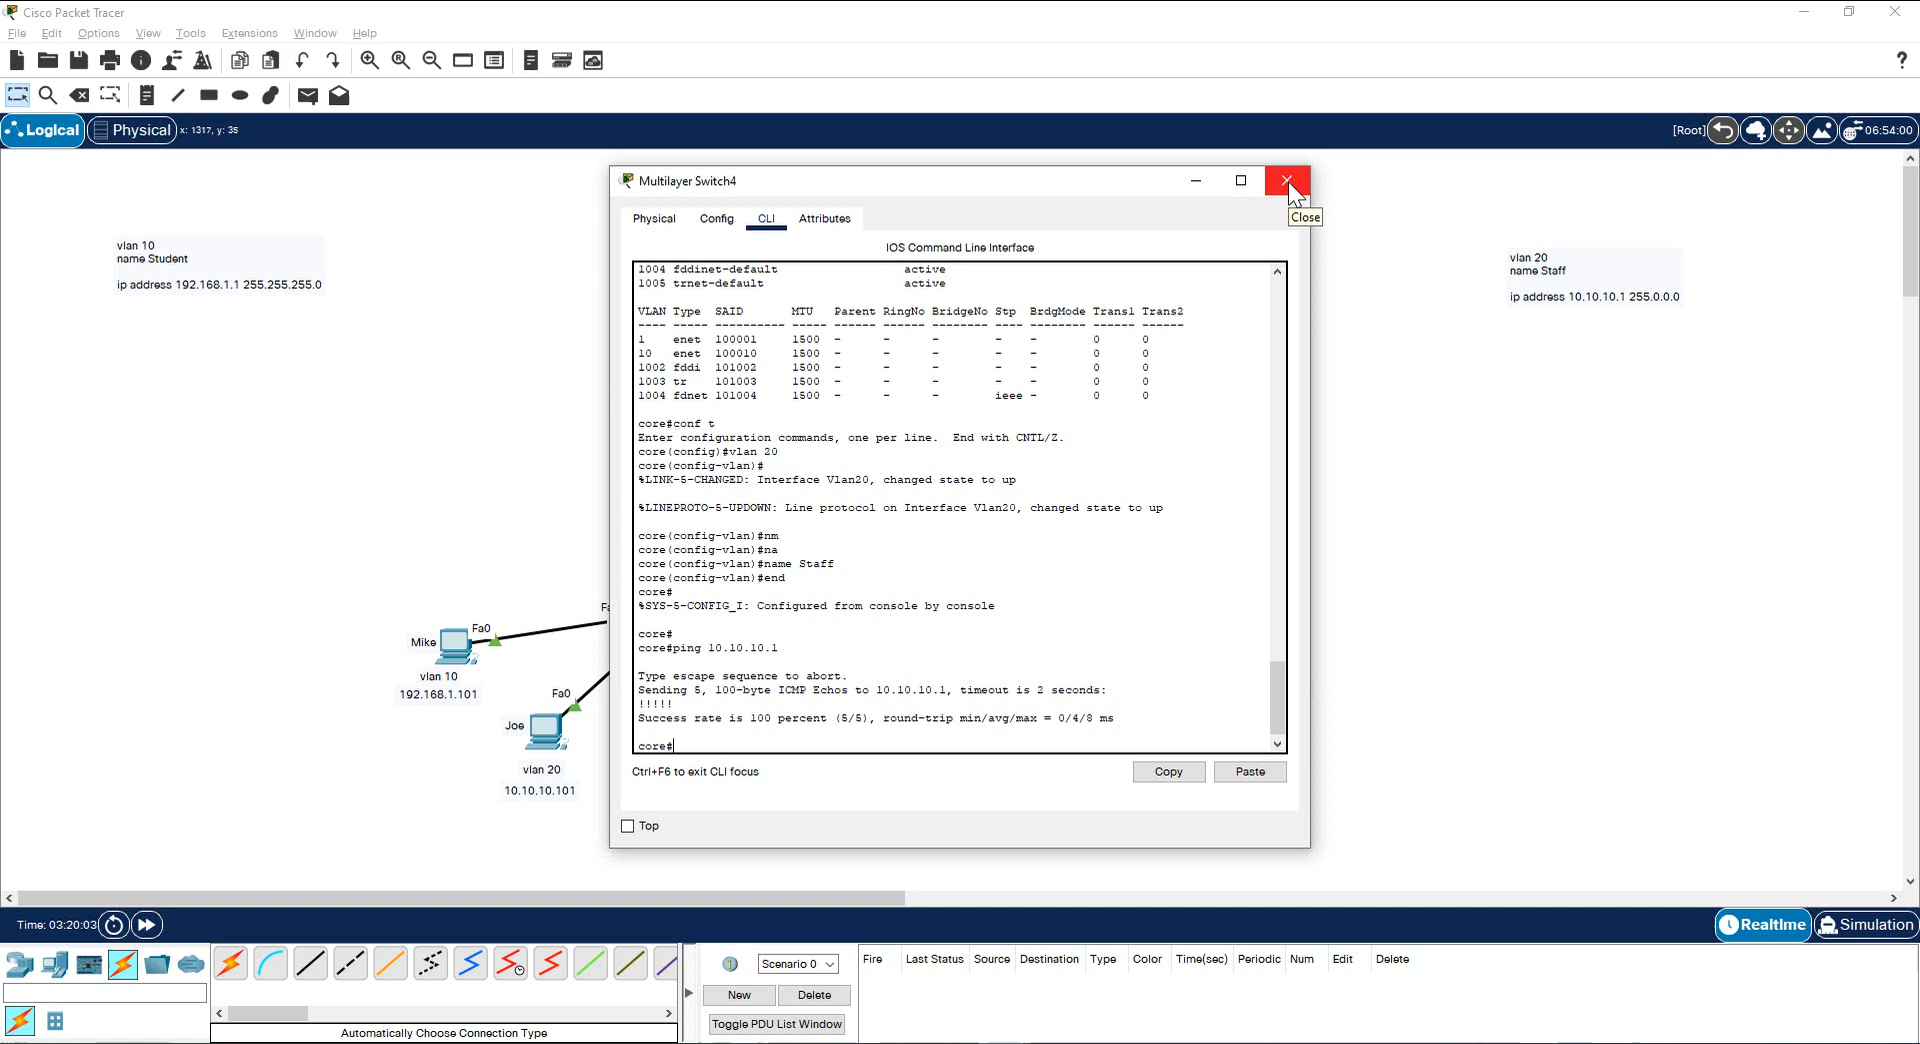 Cisco Packet Tracer
File Edit Options View Tools Extensions Window Help
Logical Physical x: 1317, y: 35
[Root] 06:54:00
vlan 10
name Student
ip address 192.168.1.1 255.255.255.0
vlan 20
name Staff
ip address 10.10.10.1 255.0.0.0
Multilayer Switch4
Close
Physical Config CLI Attributes
IOS Command Line Interface
1004 fddinet-default active
1005 trnet-default active
VLAN Type SAID MTU Parent RingNo BridgeNo Stp BrdgMode Trans1 Trans2
---- ----- ---------- ----- ------ ------ -------- ---- -------- ------ ------
1 enet 100001 1500 - - - - - 0 0
10 enet 100010 1500 - - - - - 0 0
1002 fddi 101002 1500 - - - - - 0 0
1003 tr 101003 1500 - - - - - 0 0
1004 fdnet 101004 1500 - - - ieee - 0 0
core#conf t
Enter configuration commands, one per line. End with CNTL/Z.
core(config)#vlan 20
core(config-vlan)#
%LINK-5-CHANGED: Interface Vlan20, changed state to up
%LINEPROTO-5-UPDOWN: Line protocol on Interface Vlan20, changed state to up
core(config-vlan)#nm
core(config-vlan)#na
core(config-vlan)#name Staff
core(config-vlan)#end
core#
%SYS-5-CONFIG_I: Configured from console by console
core#
core#ping 10.10.10.1
Type escape sequence to abort.
Sending 5, 100-byte ICMP Echos to 10.10.10.1, timeout is 2 seconds:
!!!!!
Success rate is 100 percent (5/5), round-trip min/avg/max = 0/4/8 ms
core#
Ctrl+F6 to exit CLI focus
Copy Paste
Top
Mike
Fa0
vlan 10
192.168.1.101
Joe
Fa0
vlan 20
10.10.10.101
Time: 03:20:03
Realtime Simulation
Scenario 0
New Delete
Toggle PDU List Window
Fire Last Status Source Destination Type Color Time(sec) Periodic Num Edit Delete
Automatically Choose Connection Type